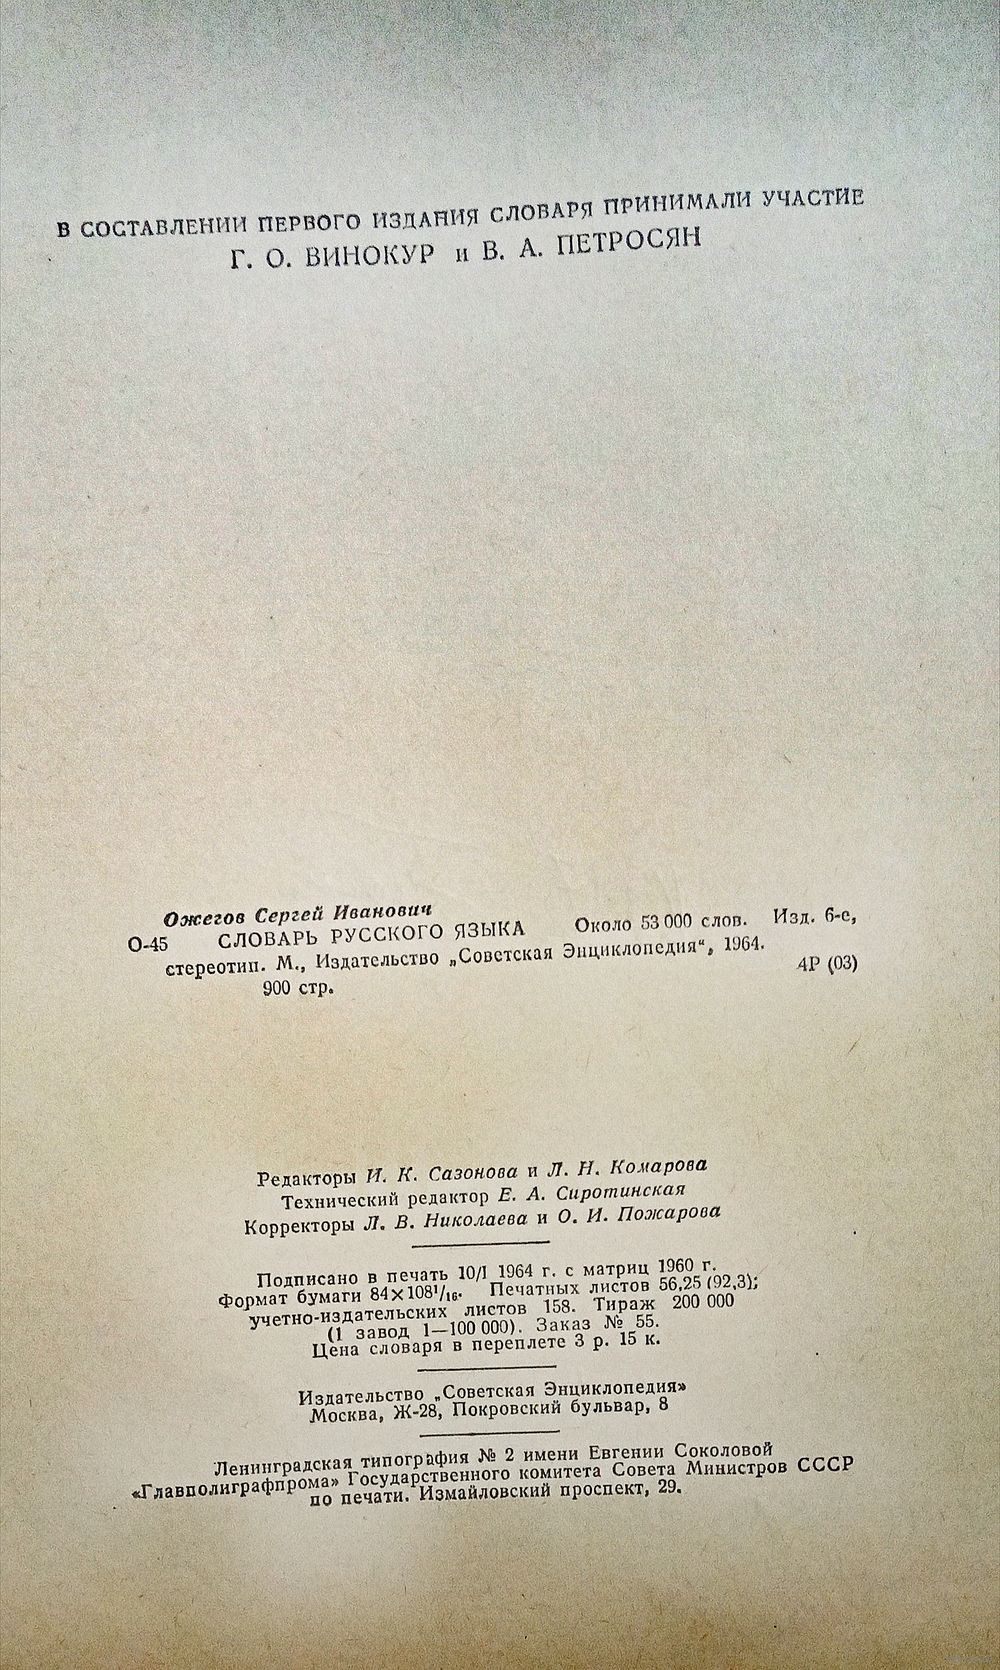 В СОСТАВЛЕНИИ ПЕРВОГО ИЗДАНИЯ СЛОВАРЯ ПРИНИМАЛИ УЧАСТИЕ
Г. О. ВИНОКУР и В. А. ПЕТРОСЯН
Ожегов Сергей Иванович
О-45 СЛОВАРЬ РУССКОГО ЯЗЫКА Около 53 000 слов. Изд. 6-е,
стереотип. М., Издательство „Советская Энциклопедия“, 1964.
900 стр. 4Р (03)
Редакторы И. К. Сазонова и Л. Н. Комарова
Технический редактор Е. А. Сиротинская
Корректоры Л. В. Николаева и О. И. Пожарова
Подписано в печать 10/I 1964 г. с матриц 1960 г.
Формат бумаги 84×108¹/₁₆. Печатных листов 56,25 (92,3);
учетно-издательских листов 158. Тираж 200 000
(1 завод 1—100 000). Заказ № 55.
Цена словаря в переплете 3 р. 15 к.
Издательство „Советская Энциклопедия»
Москва, Ж-28, Покровский бульвар, 8
Ленинградская типография № 2 имени Евгении Соколовой
«Главполиграфпрома» Государственного комитета Совета Министров СССР
по печати. Измайловский проспект, 29.